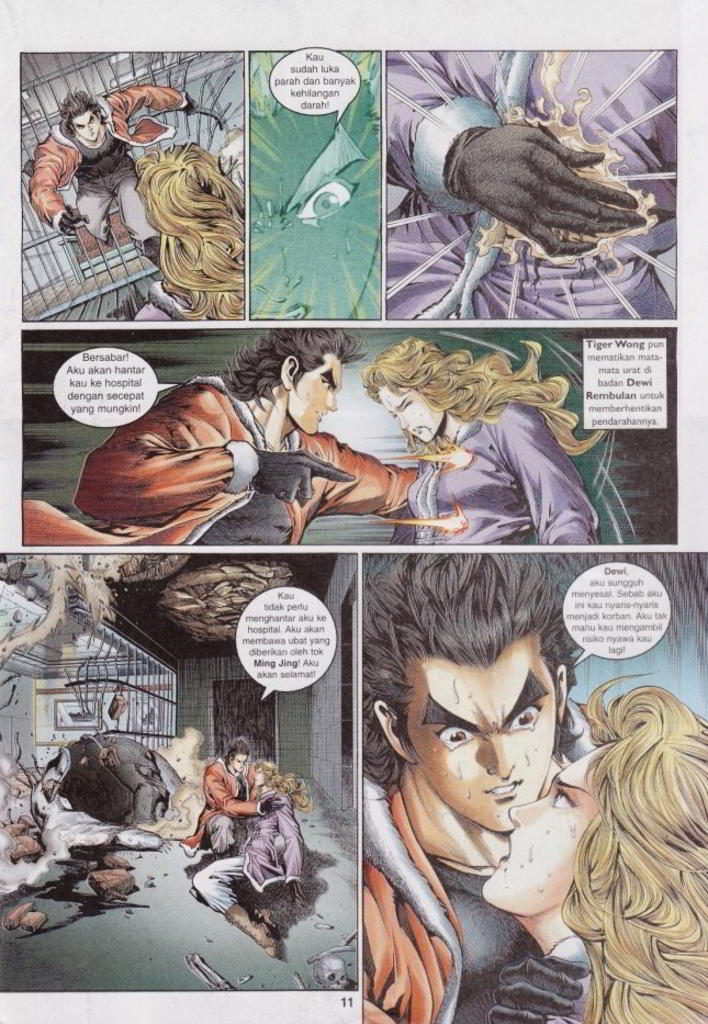 Kau
sudah luka
parah dan banyak
kehilangan
darah!
Bersabar!
Aku akan hantar
kau ke hospital
dengan secepat
yang mungkin!
Tiger Wong pun
mematikan mata-
mata urat di
badan Dewi
Rembulan untuk
memberhentikan
pendarahannya.
Kau
tidak perlu
menghantar aku ke
hospital. Aku akan
membawa ubat yang
diberikan oleh tok
Ming Jing! Aku
akan selamat!
Dewi,
aku sungguh
menyesal. Sebab aku
ini kau nyaris-nyaris
menjadi korban. Aku tak
mahu kau mengambil
risiko nyawa kau
lagi!
11